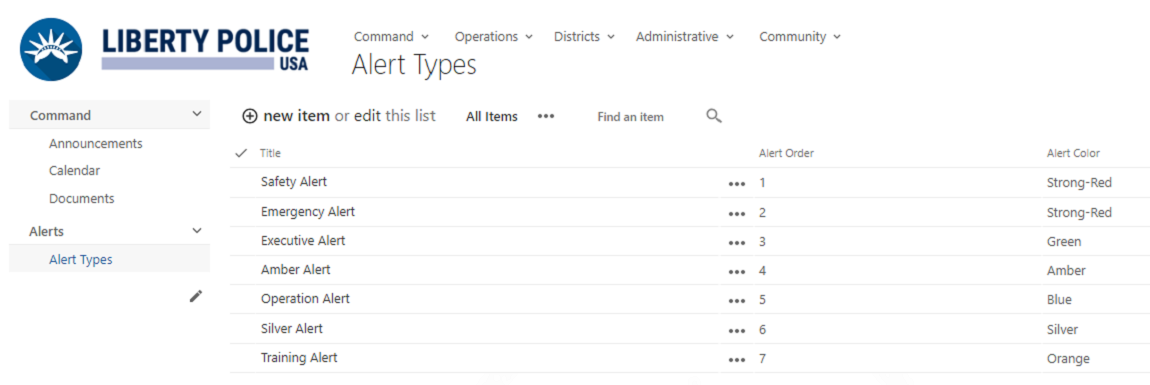 LIBERTY POLICE
USA
Command Operations Districts Administrative Community
Alert Types
Command
Announcements
Calendar
Documents
Alerts
Alert Types
new item or edit this list All Items ••• Find an item
Title Alert Order Alert Color
Safety Alert ••• 1 Strong-Red
Emergency Alert ••• 2 Strong-Red
Executive Alert ••• 3 Green
Amber Alert ••• 4 Amber
Operation Alert ••• 5 Blue
Silver Alert ••• 6 Silver
Training Alert ••• 7 Orange